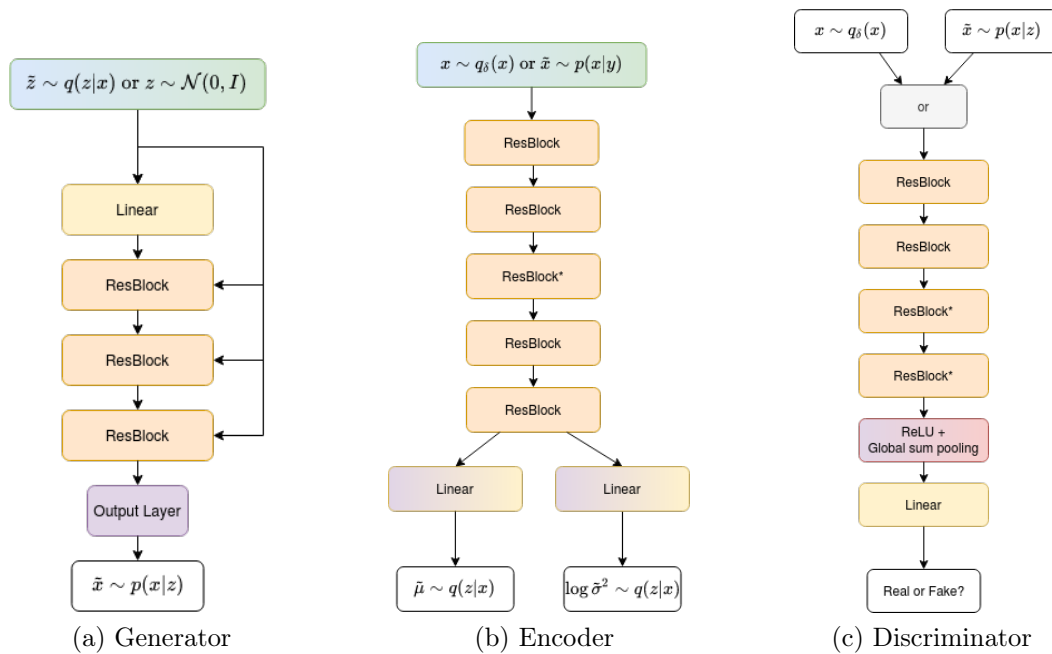 z̃ ∼ q(z|x) or z ∼ 𝒩(0, I)
Linear
ResBlock
ResBlock
ResBlock
Output Layer
x̃ ∼ p(x|z)
(a) Generator
x ∼ q_δ(x) or x̃ ∼ p(x|y)
ResBlock
ResBlock
ResBlock*
ResBlock
ResBlock
Linear
Linear
μ̃ ∼ q(z|x)
log σ̃² ∼ q(z|x)
(b) Encoder
x ∼ q_δ(x)
x̃ ∼ p(x|z)
or
ResBlock
ResBlock
ResBlock*
ResBlock*
ReLU +
Global sum pooling
Linear
Real or Fake?
(c) Discriminator